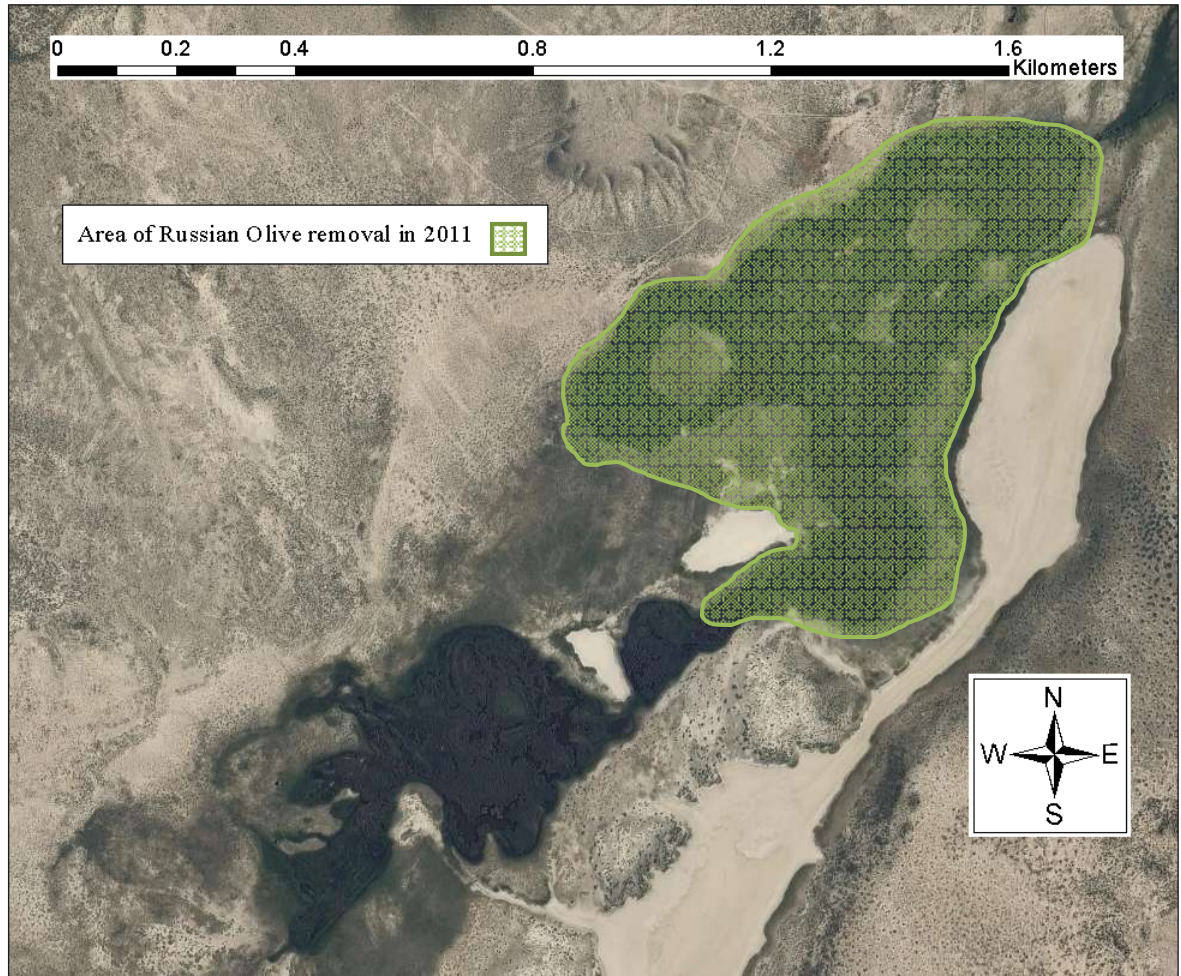 0 0.2 0.4 0.8 1.2 1.6
Kilometers
Area of Russian Olive removal in 2011
N
W E
S